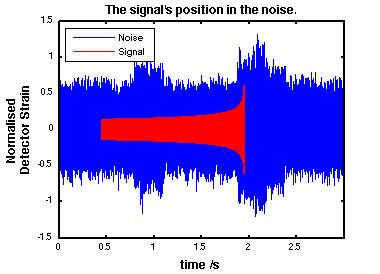 The signal's position in the noise.
Noise
Signal
1.5
1
0.5
0
-0.5
-1
-1.5
Normalised
Detector Strain
0 0.5 1 1.5 2 2.5
time /s